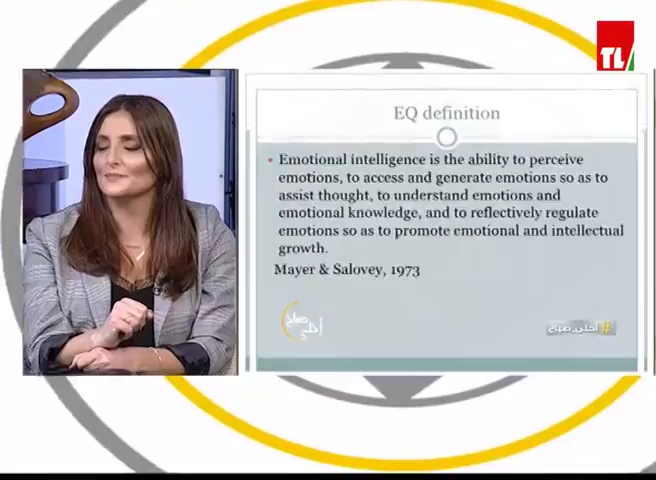 TL
EQ definition
Emotional intelligence is the ability to perceive
emotions, to access and generate emotions so as to
assist thought, to understand emotions and
emotional knowledge, and to reflectively regulate
emotions so as to promote emotional and intellectual
growth.
Mayer & Salovey, 1973
أحلى
صباح
#أحلى_صباح